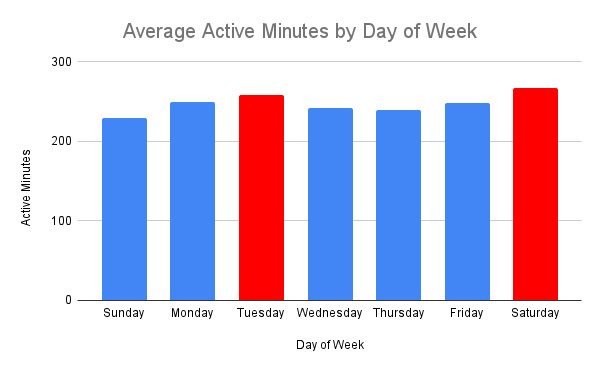 Average Active Minutes by Day of Week
Active Minutes
300
200
100
0
Sunday Monday Tuesday Wednesday Thursday Friday Saturday
Day of Week